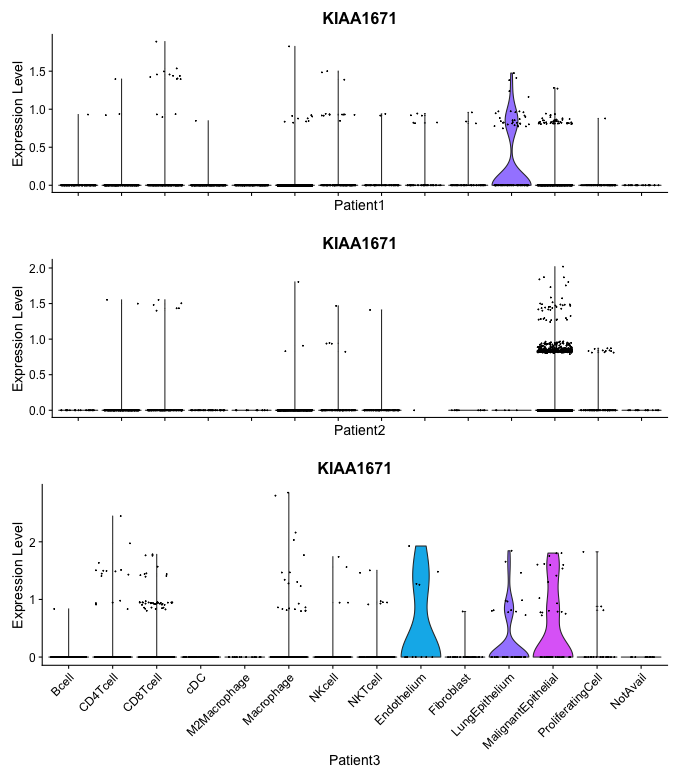 KIAA1671
Expression Level
1.5
1.0
0.5
0.0
Patient1
KIAA1671
Expression Level
2.0
1.5
1.0
0.5
0.0
Patient2
KIAA1671
Expression Level
2
1
0
Bcell
CD4Tcell
CD8Tcell
cDC
M2Macrophage
Macrophage
NKcell
NKTcell
Endothelium
Fibroblast
LungEpithelium
MalignantEpithelial
ProliferatingCell
NotAvail
Patient3